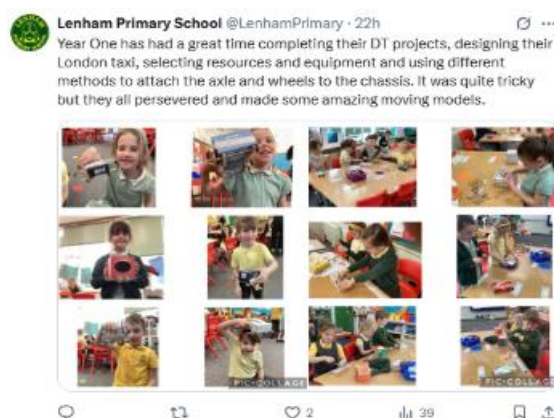 Lenham Primary School @LenhamPrimary · 22h
Year One has had a great time completing their DT projects, designing their
London taxi, selecting resources and equipment and using different
methods to attach the axle and wheels to the chassis. It was quite tricky
but they all persevered and made some amazing moving models.
PIC•COLLAGE
PIC•COLLAGE
2
39